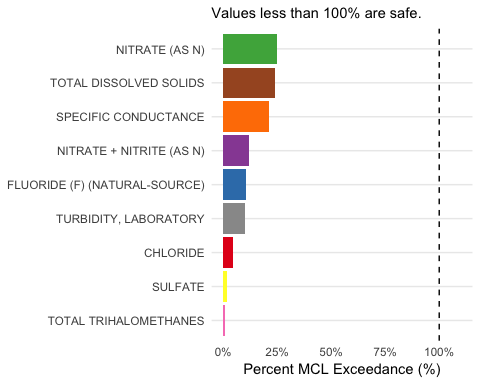 Values less than 100% are safe.
NITRATE (AS N)
TOTAL DISSOLVED SOLIDS
SPECIFIC CONDUCTANCE
NITRATE + NITRITE (AS N)
FLUORIDE (F) (NATURAL-SOURCE)
TURBIDITY, LABORATORY
CHLORIDE
SULFATE
TOTAL TRIHALOMETHANES
0% 25% 50% 75% 100%
Percent MCL Exceedance (%)